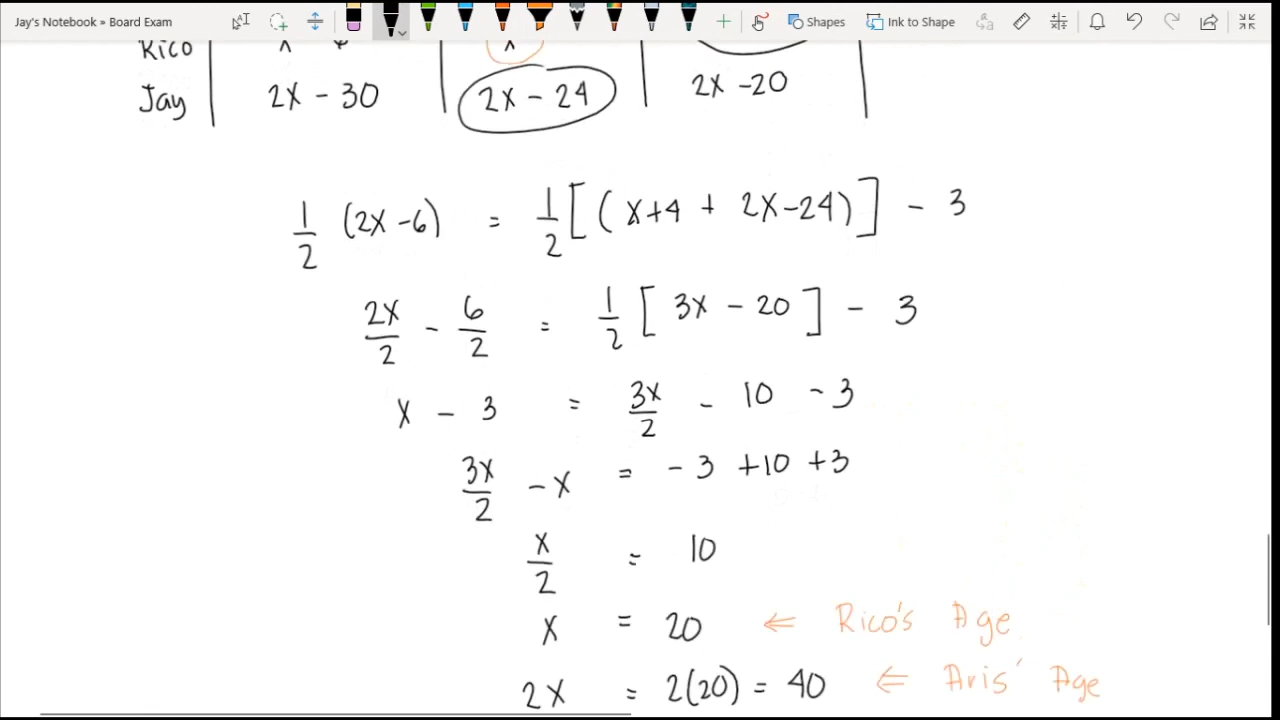 Jay's Notebook » Board Exam Shapes Ink to Shape
Rico x
Jay 2x - 30 2x - 24 2x - 20
1/2 (2x - 6) = 1/2 [(x+4 + 2x-24)] - 3
2x/2 - 6/2 = 1/2 [3x - 20] - 3
x - 3 = 3x/2 - 10 - 3
3x/2 - x = -3 +10 +3
x/2 = 10
x = 20 ⇐ Rico's Age
2x = 2(20) = 40 ⇐ Aris' Age